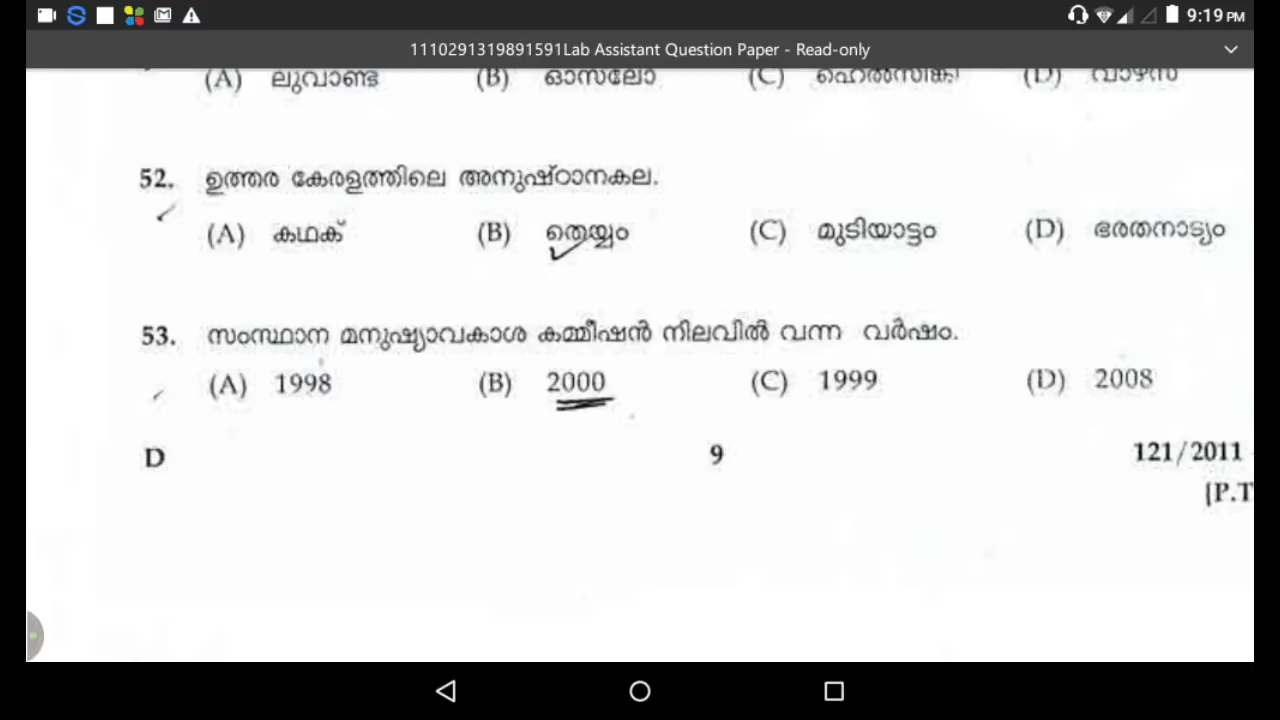 9:19 PM
1110291319891591Lab Assistant Question Paper - Read-only
(A) ലുവാണ്ട (B) ഓസ്ലോ (C) ഹെൽസിങ്കി (D) വാഴ്സ
52. ഉത്തര കേരളത്തിലെ അനുഷ്ഠാനകല.
(A) കഥക് (B) തെയ്യം (C) മുടിയാട്ടം (D) ഭരതനാട്യം
53. സംസ്ഥാന മനുഷ്യാവകാശ കമ്മീഷൻ നിലവിൽ വന്ന വർഷം.
(A) 1998 (B) 2000 (C) 1999 (D) 2008
D 9 121/2011
[P.T